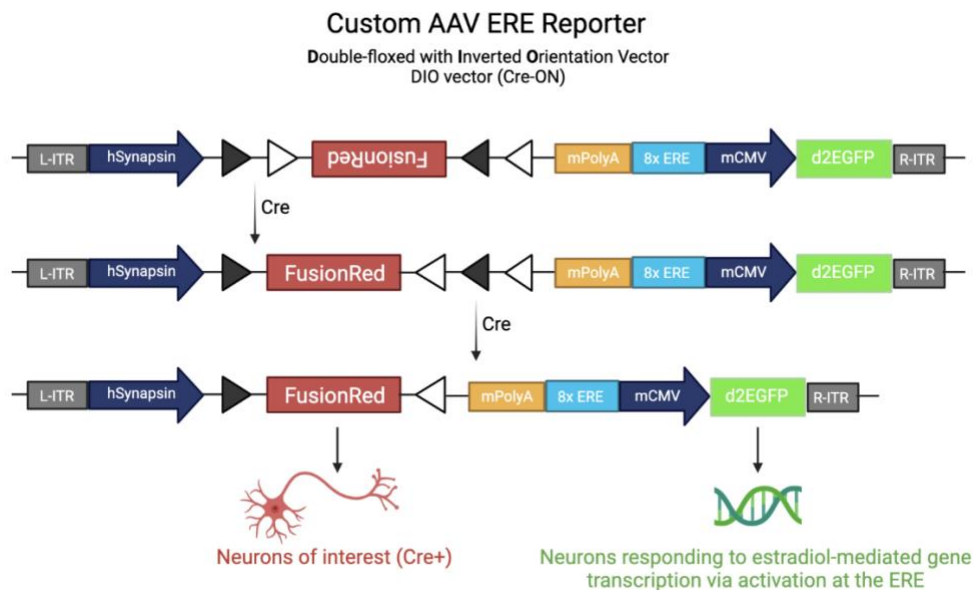 Custom AAV ERE Reporter
Double-floxed with Inverted Orientation Vector
DIO vector (Cre-ON)
L-ITR hSynapsin FusionRed mPolyA 8x ERE mCMV d2EGFP R-ITR
Cre
L-ITR hSynapsin FusionRed mPolyA 8x ERE mCMV d2EGFP R-ITR
Cre
L-ITR hSynapsin FusionRed mPolyA 8x ERE mCMV d2EGFP R-ITR
Neurons of interest (Cre+)
Neurons responding to estradiol-mediated gene
transcription via activation at the ERE